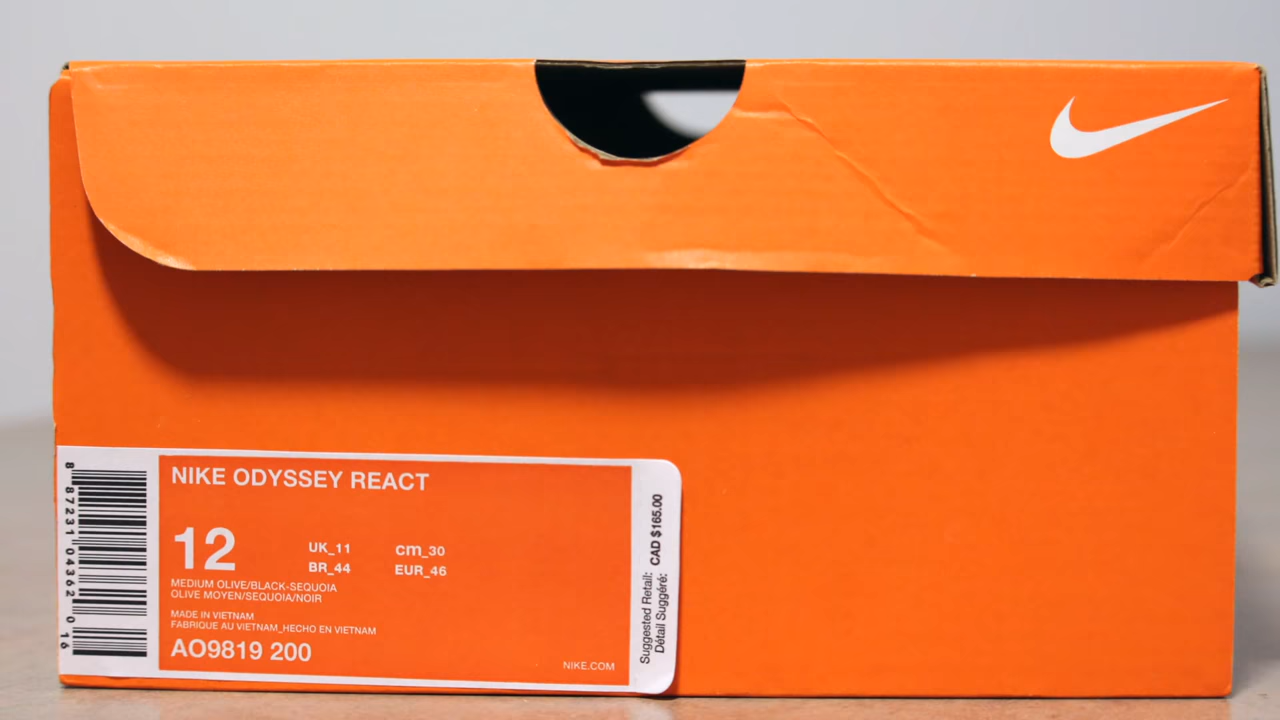 NIKE ODYSSEY REACT
12
UK_11 cm_30
BR_44 EUR_46
MEDIUM OLIVE/BLACK-SEQUOIA
OLIVE MOYEN/SEQUOIA/NOIR
MADE IN VIETNAM
FABRIQUE AU VIETNAM_HECHO EN VIETNAM
AO9819 200
NIKE.COM
8 87231 04362 0 16
Suggested Retail: CAD $165.00
Détail Suggéré: